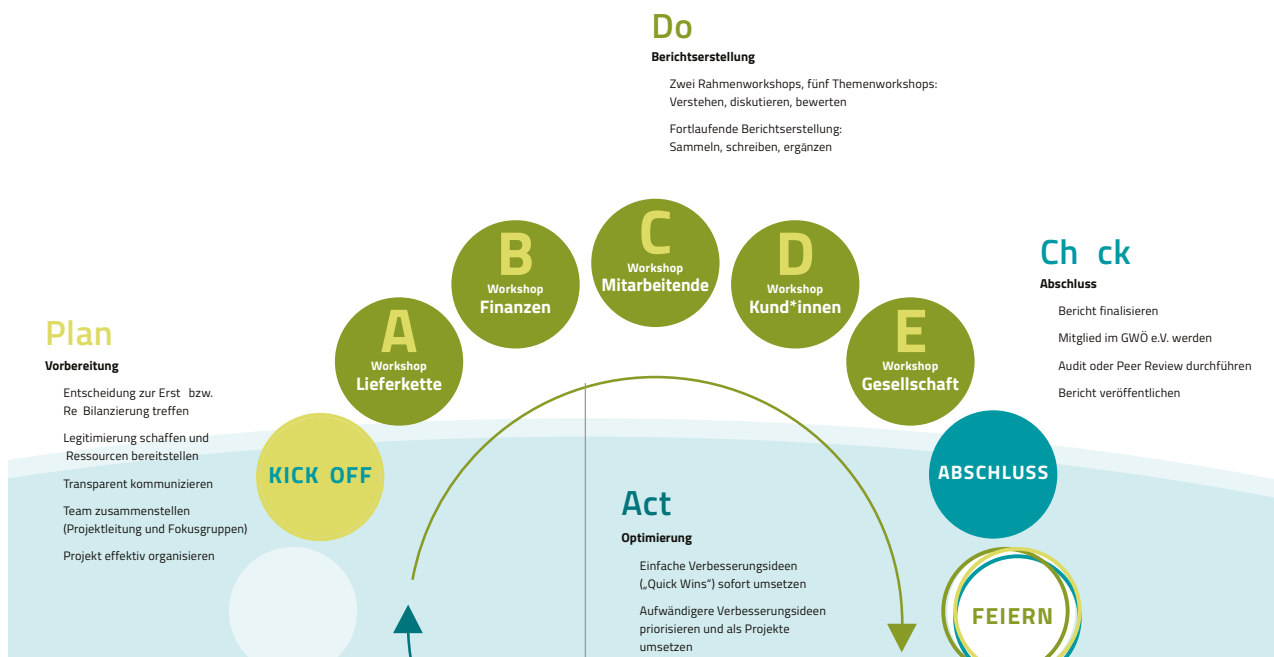 Do
Berichtserstellung
Zwei Rahmenworkshops, fünf Themenworkshops:
Verstehen, diskutieren, bewerten
Fortlaufende Berichtserstellung:
Sammeln, schreiben, ergänzen
Plan
Vorbereitung
Entscheidung zur Erst bzw.
Re Bilanzierung treffen
Legitimierung schaffen und
Ressourcen bereitstellen
Transparent kommunizieren
Team zusammenstellen
(Projektleitung und Fokusgruppen)
Projekt effektiv organisieren
KICK OFF
A
Workshop
Lieferkette
B
Workshop
Finanzen
C
Workshop
Mitarbeitende
D
Workshop
Kund*innen
E
Workshop
Gesellschaft
Ch ck
Abschluss
Bericht finalisieren
Mitglied im GWÖ e.V. werden
Audit oder Peer Review durchführen
Bericht veröffentlichen
ABSCHLUSS
Act
Optimierung
Einfache Verbesserungsideen
(„Quick Wins“) sofort umsetzen
Aufwändigere Verbesserungsideen
priorisieren und als Projekte
umsetzen
FEIERN